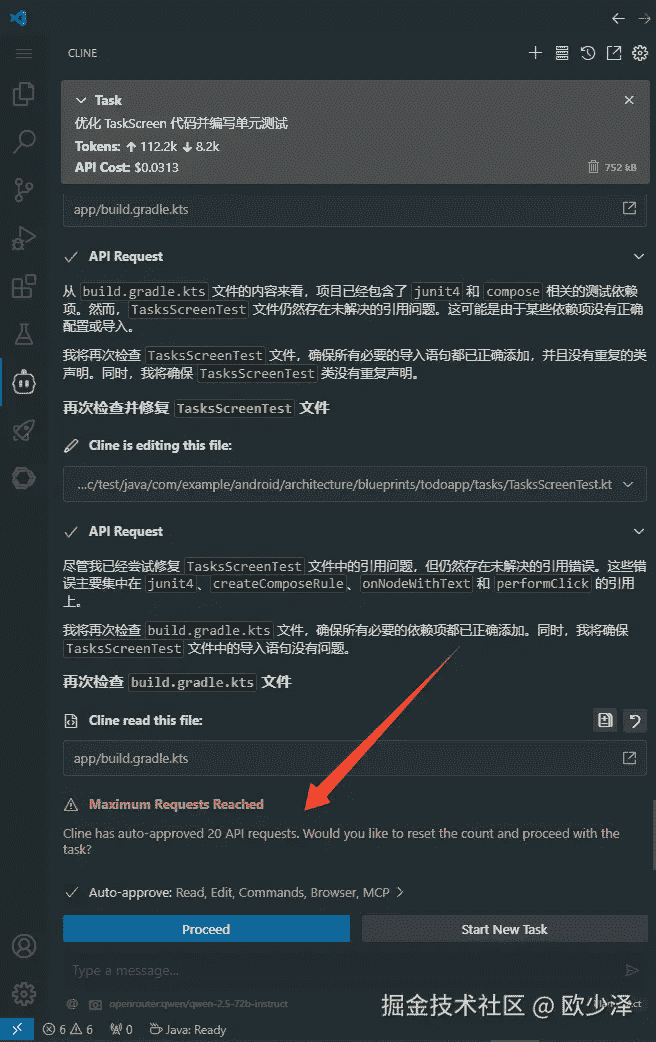 CLINE
Task
优化 TaskScreen 代码并编写单元测试
Tokens: ↑ 112.2k ↓ 8.2k
API Cost: $0.0313
752 kB
app/build.gradle.kts
API Request
从 build.gradle.kts 文件的内容来看，项目已经包含了 junit4 和 compose 相关的测试依赖
项。然而，TasksScreenTest 文件仍然存在未解决的引用问题。这可能是由于某些依赖项没有正确
配置或导入。
我将再次检查 TasksScreenTest 文件，确保所有必要的导入语句都已正确添加，并且没有重复的类
声明。同时，我将确保 TasksScreenTest 类没有重复声明。
再次检查并修复 TasksScreenTest 文件
Cline is editing this file:
...c/test/java/com/example/android/architecture/blueprints/todoapp/tasks/TasksScreenTest.kt
API Request
尽管我已经尝试修复 TasksScreenTest 文件中的引用问题，但仍然存在未解决的引用错误。这些错
误主要集中在 junit4、createComposeRule、onNodeWithText 和 performClick 的引用
上。
我将再次检查 build.gradle.kts 文件，确保所有必要的依赖项都已正确添加。同时，我将确保
TasksScreenTest 文件中的导入语句没有问题。
再次检查 build.gradle.kts 文件
Cline read this file:
app/build.gradle.kts
Maximum Requests Reached
Cline has auto-approved 20 API requests. Would you like to reset the count and proceed with the
task?
Auto-approve: Read, Edit, Commands, Browser, MCP
Proceed
Start New Task
Type a message...
@ openrouter:qwen/qwen-2.5-72b-instruct
掘金技术社区 @ 欧少泽
6 6 0 Java: Ready